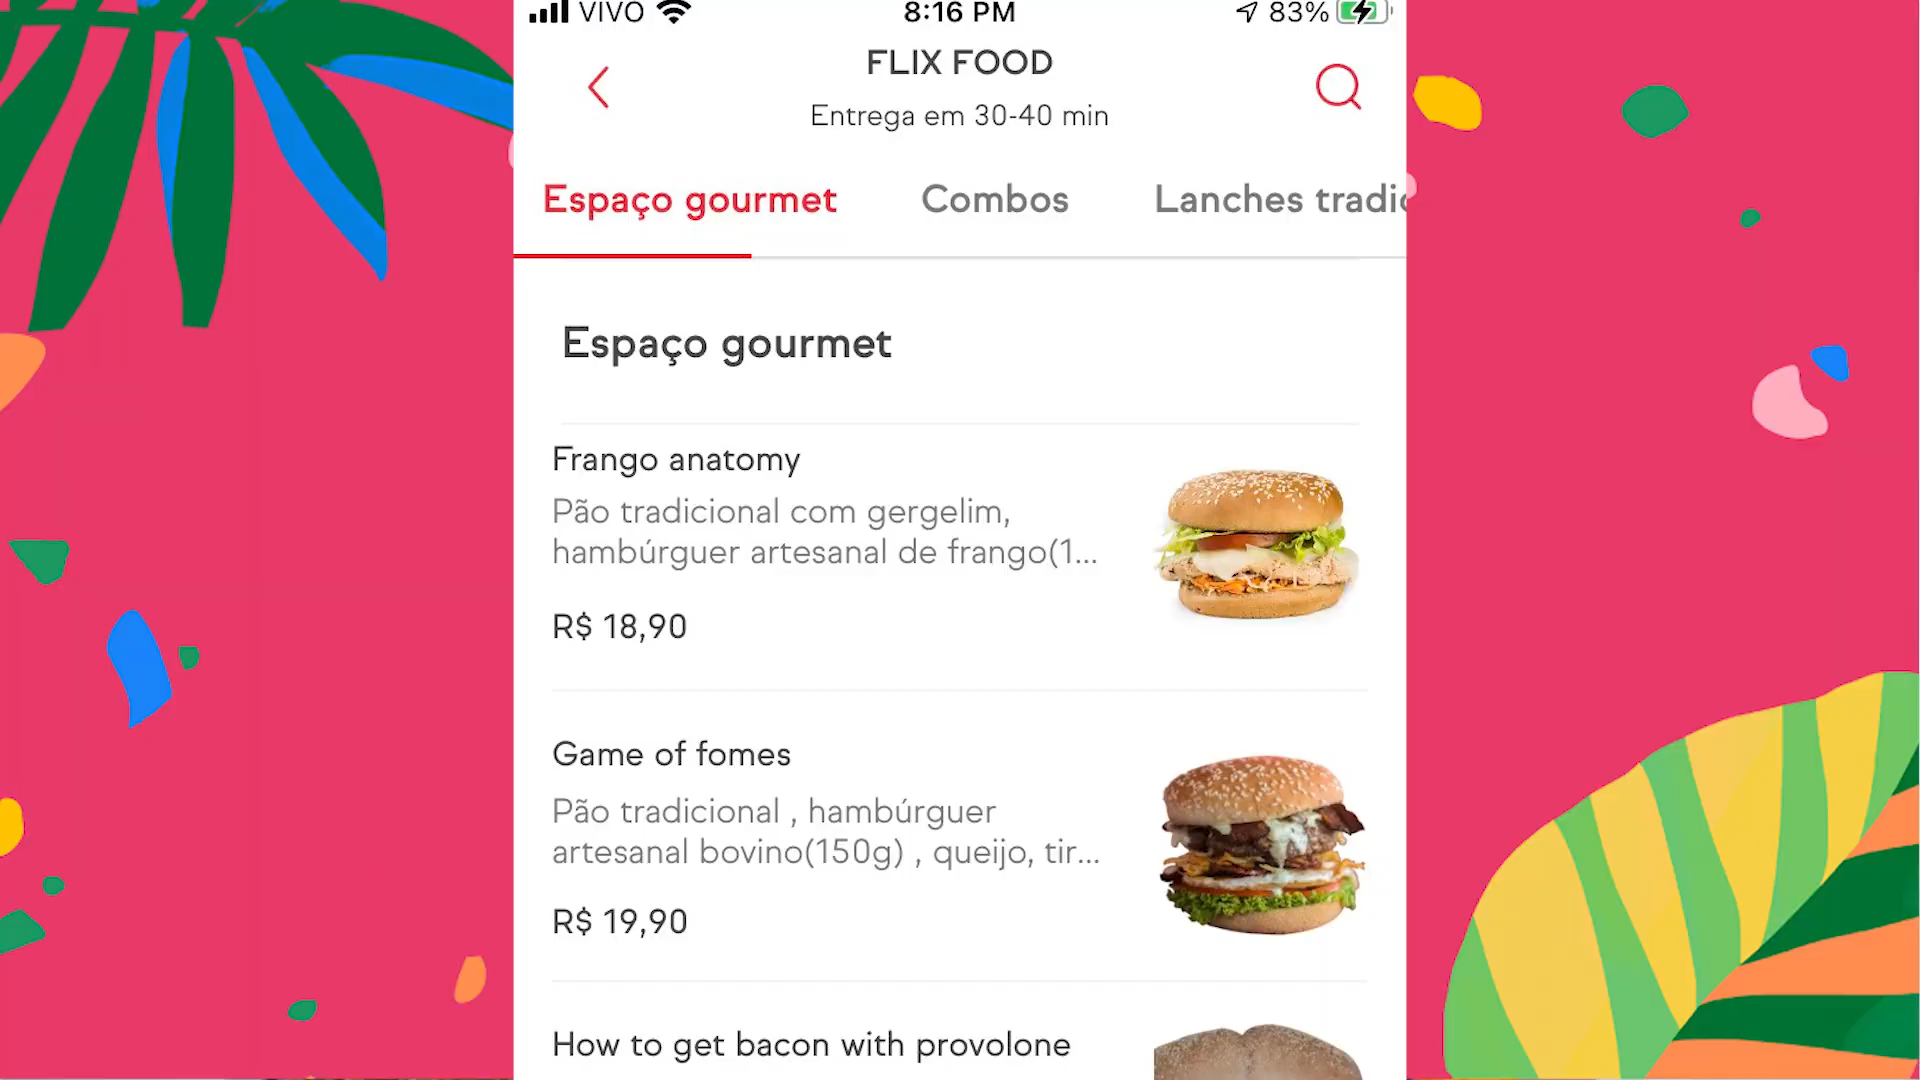 VIVO 8:16 PM 83%
FLIX FOOD
Entrega em 30-40 min
Espaço gourmet Combos Lanches tradic
Espaço gourmet
Frango anatomy
Pão tradicional com gergelim,
hambúrguer artesanal de frango(1...
R$ 18,90
Game of fomes
Pão tradicional , hambúrguer
artesanal bovino(150g) , queijo, tir...
R$ 19,90
How to get bacon with provolone